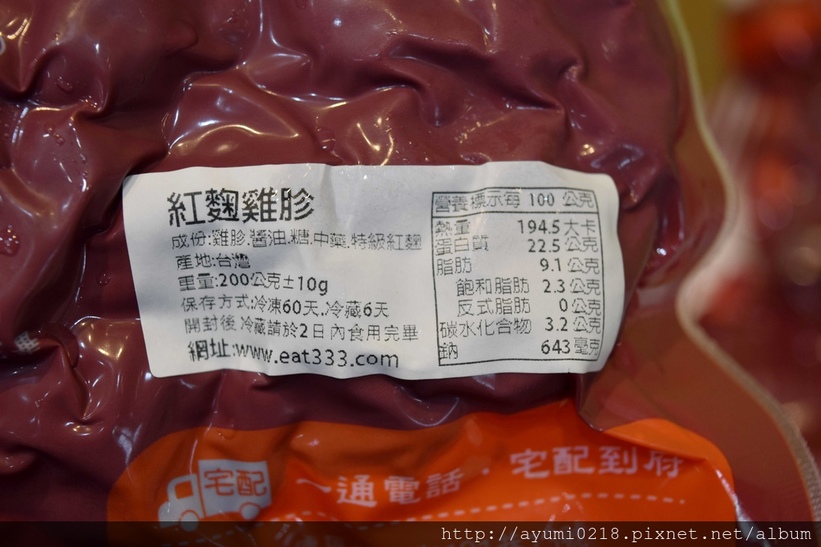 紅麴雞胗
成份:雞胗.醬油.糖.中藥.特級紅麴
產地:台灣
重量:200公克±10g
保存方式:冷凍60天.冷藏6天
開封後 冷藏請於2日內食用完畢
網址:www.eat333.com
營養標示每 100 公克
熱量 194.5大卡
蛋白質 22.5 公克
脂肪 9.1 公克
飽和脂肪 2.3 公克
反式脂肪 0公克
碳水化合物 3.2 公克
鈉 643 毫克
宅配
一通電話,宅配到府
http://ayumi0218.pixnet.net/album